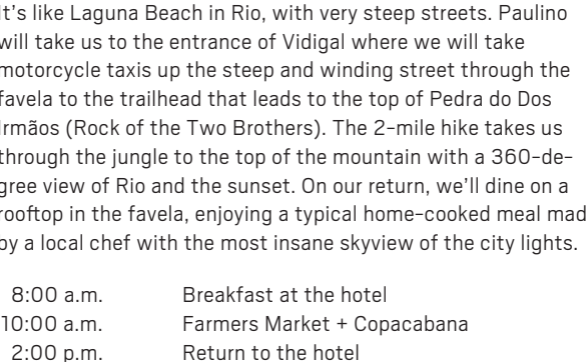 It's like Laguna Beach in Rio, with very steep streets. Paulino
will take us to the entrance of Vidigal where we will take
motorcycle taxis up the steep and winding street through the
favela to the trailhead that leads to the top of Pedra do Dos
Irmãos (Rock of the Two Brothers). The 2-mile hike takes us
through the jungle to the top of the mountain with a 360-de-
gree view of Rio and the sunset. On our return, we'll dine on a
rooftop in the favela, enjoying a typical home-cooked meal mad
by a local chef with the most insane skyview of the city lights.
8:00 a.m. Breakfast at the hotel
10:00 a.m. Farmers Market + Copacabana
2:00 p.m. Return to the hotel